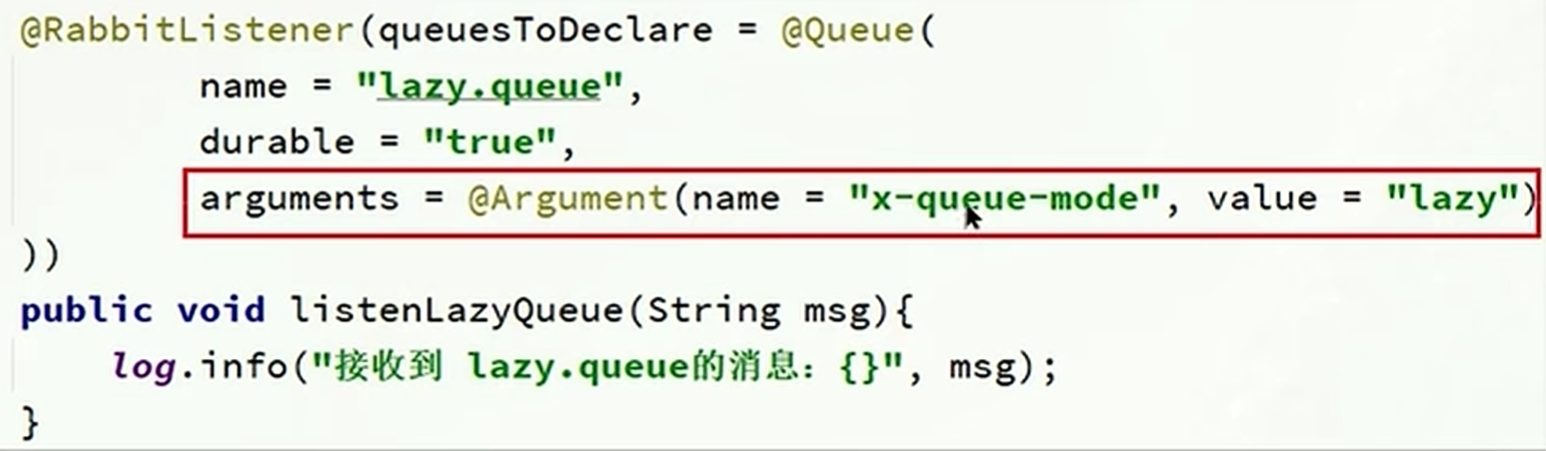 @RabbitListener(queuesToDeclare = @Queue(
name = "lazy.queue",
durable = "true",
arguments = @Argument(name = "x-queue-mode", value = "lazy")
))
public void listenLazyQueue(String msg){
log.info("接收到 lazy.queue的消息：{}", msg);
}